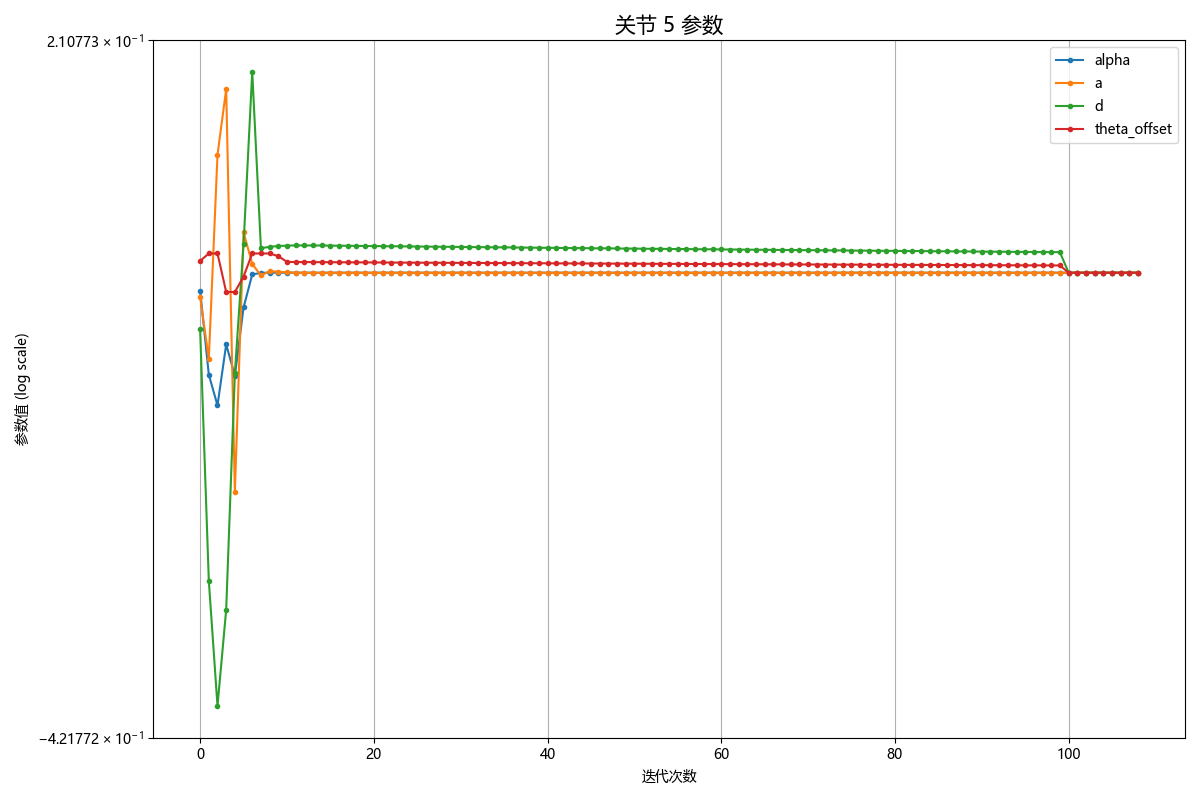 关节 5 参数
2.10773 × 10⁻¹
alpha
a
d
theta_offset
参数值 (log scale)
−4.21772 × 10⁻¹
0 20 40 60 80 100
迭代次数